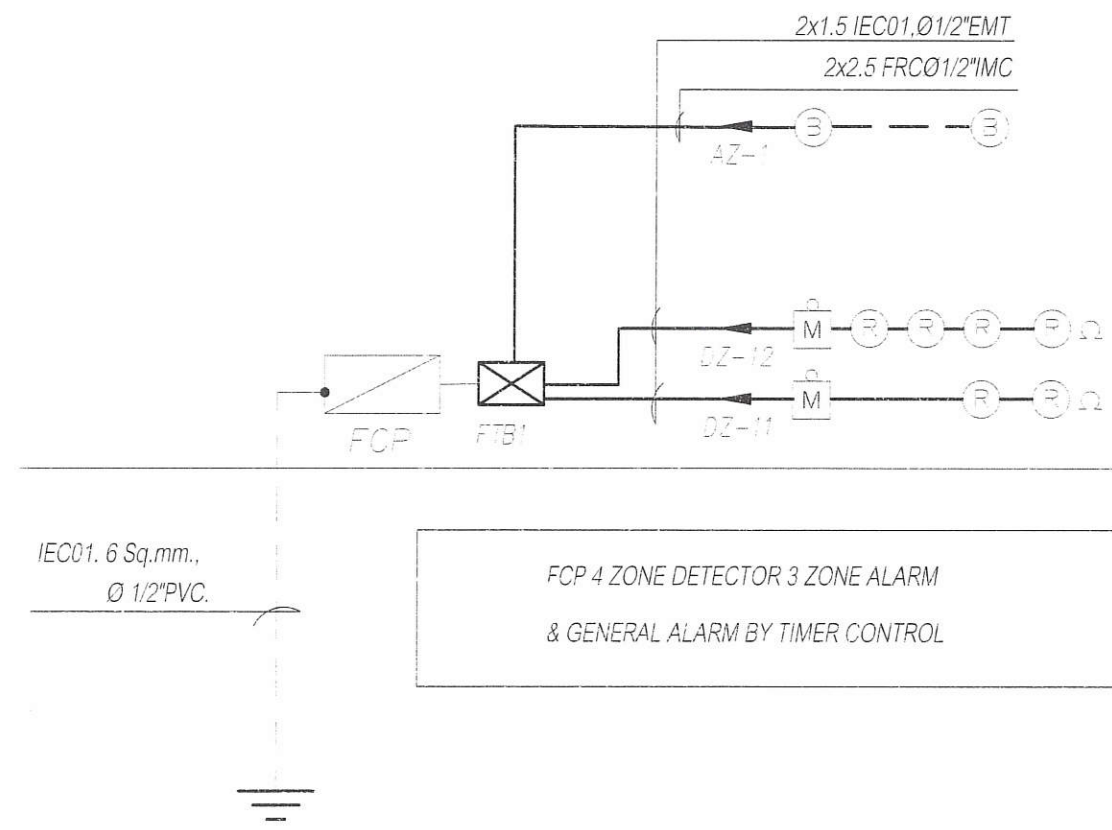 2x1.5 IEC01,Ø1/2"EMT
2x2.5 FRCØ1/2"IMC
B B
AZ-1
M R R R R Ω
DZ-12
M R R Ω
DZ-11
FCP
FTB1
IEC01. 6 Sq.mm.,
Ø 1/2"PVC.
FCP 4 ZONE DETECTOR 3 ZONE ALARM
& GENERAL ALARM BY TIMER CONTROL